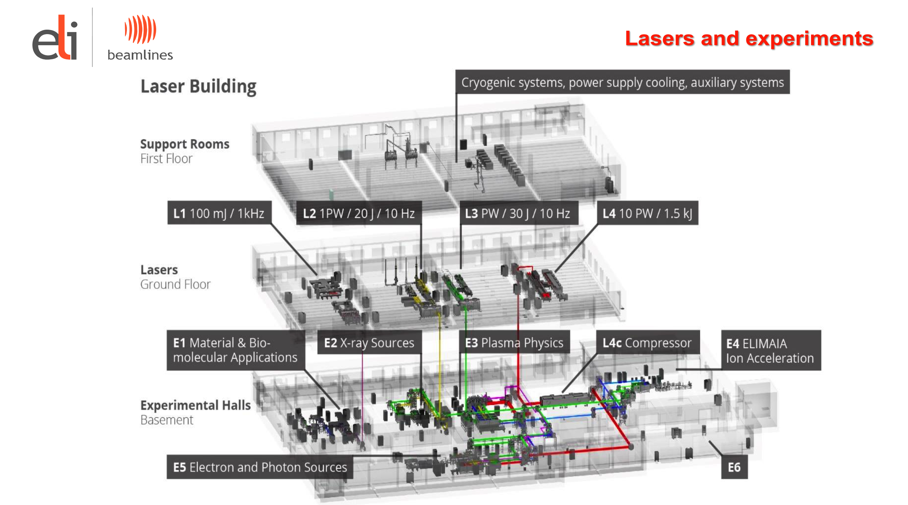 eli
beamlines
Lasers and experiments
Laser Building
Cryogenic systems, power supply cooling, auxiliary systems
Support Rooms
First Floor
L1 100 mJ / 1kHz
L2 1PW / 20 J / 10 Hz
L3 PW / 30 J / 10 Hz
L4 10 PW / 1.5 kJ
Lasers
Ground Floor
E1 Material & Bio-
molecular Applications
E2 X-ray Sources
E3 Plasma Physics
L4c Compressor
E4 ELIMAIA
Ion Acceleration
Experimental Halls
Basement
E5 Electron and Photon Sources
E6